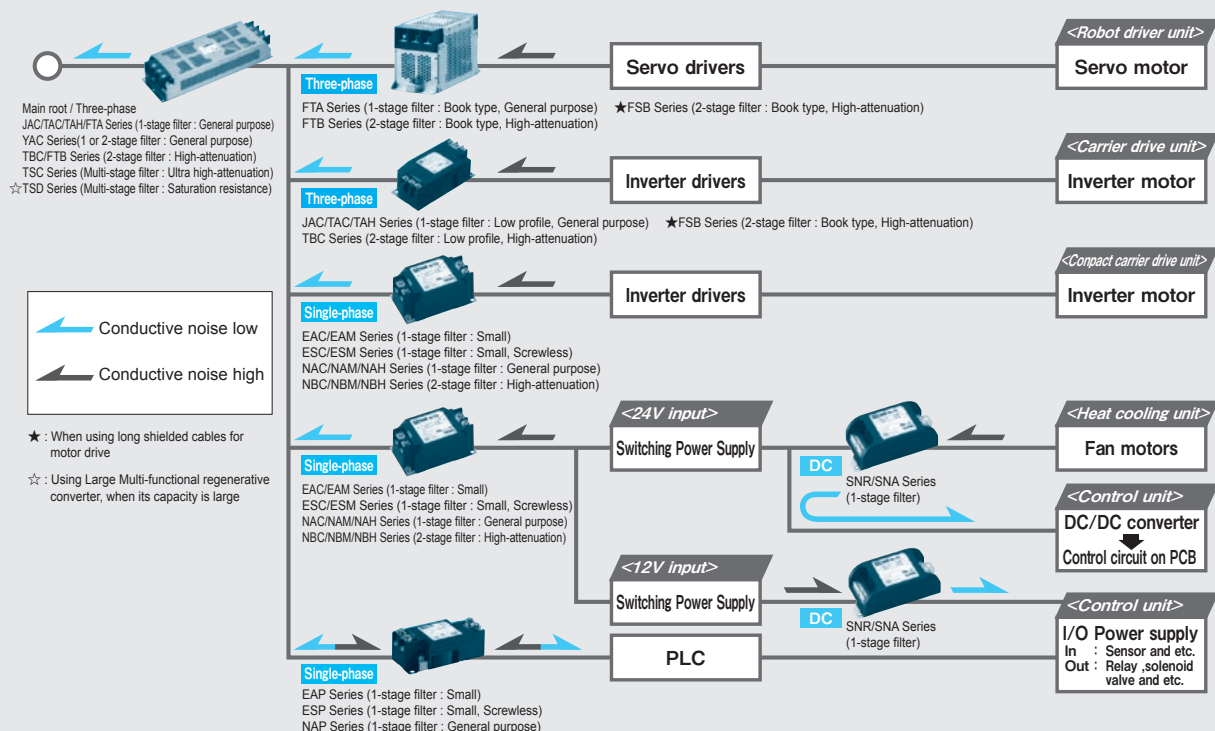 Main root / Three-phase
JAC/TAC/TAH/FTA Series (1-stage filter : General purpose)
YAC Series(1 or 2-stage filter : General purpose)
TBC/FTB Series (2-stage filter : High-attenuation)
TSC Series (Multi-stage filter : Ultra high-attenuation)
☆TSD Series (Multi-stage filter : Saturation resistance)
Conductive noise low
Conductive noise high
★ : When using long shielded cables for
motor drive
☆ : Using Large Multi-functional regenerative
converter, when its capacity is large
Three-phase
FTA Series (1-stage filter : Book type, General purpose) ★FSB Series (2-stage filter : Book type, High-attenuation)
FTB Series (2-stage filter : Book type, High-attenuation)
Servo drivers
<Robot driver unit>
Servo motor
Three-phase
JAC/TAC/TAH Series (1-stage filter : Low profile, General purpose) ★FSB Series (2-stage filter : Book type, High-attenuation)
TBC Series (2-stage filter : Low profile, High-attenuation)
Inverter drivers
<Carrier drive unit>
Inverter motor
Single-phase
EAC/EAM Series (1-stage filter : Small)
ESC/ESM Series (1-stage filter : Small, Screwless)
NAC/NAM/NAH Series (1-stage filter : General purpose)
NBC/NBM/NBH Series (2-stage filter : High-attenuation)
Inverter drivers
<Conpact carrier drive unit>
Inverter motor
Single-phase
EAC/EAM Series (1-stage filter : Small)
ESC/ESM Series (1-stage filter : Small, Screwless)
NAC/NAM/NAH Series (1-stage filter : General purpose)
NBC/NBM/NBH Series (2-stage filter : High-attenuation)
<24V input>
Switching Power Supply
DC
SNR/SNA Series
(1-stage filter)
<Heat cooling unit>
Fan motors
<Control unit>
DC/DC converter
Control circuit on PCB
<12V input>
Switching Power Supply
DC
SNR/SNA Series
(1-stage filter)
<Control unit>
I/O Power supply
In : Sensor and etc.
Out : Relay ,solenoid
valve and etc.
Single-phase
EAP Series (1-stage filter : Small)
ESP Series (1-stage filter : Small, Screwless)
NAP Series (1-stage filter : General purpose)
PLC